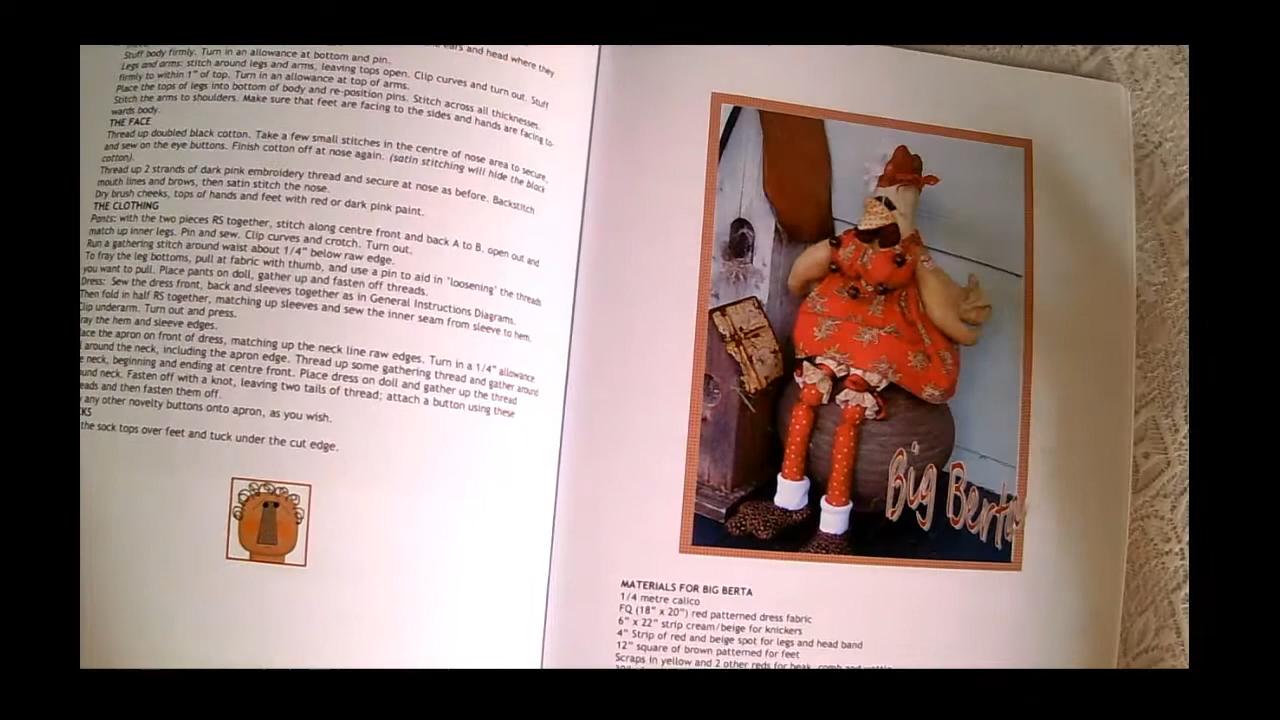 ears and head where they
Stuff body firmly. Turn in an allowance at bottom and pin.
Legs and arms: stitch around legs and arms, leaving tops open. Clip curves and turn out. Stuff
firmly to within 1" of top. Turn in an allowance at top of arms.
Place the tops of legs into bottom of body and re-position pins. Stitch across all thicknesses.
Stitch the arms to shoulders. Make sure that feet are facing to the sides and hands are facing to-
wards body.
THE FACE
Thread up doubled black cotton. Take a few small stitches in the centre of nose area to secure,
and sew on the eye buttons. Finish cotton off at nose again. (satin stitching will hide the black
cotton).
Thread up 2 strands of dark pink embroidery thread and secure at nose as before. Backstitch
mouth lines and brows, then satin stitch the nose.
Dry brush cheeks, tops of hands and feet with red or dark pink paint.
THE CLOTHING
Pants: with the two pieces RS together, stitch along centre front and back A to B, open out and
match up inner legs. Pin and sew. Clip curves and crotch. Turn out.
Run a gathering stitch around waist about 1/4" below raw edge.
To fray the leg bottoms, pull at fabric with thumb, and use a pin to aid in 'loosening' the threads
you want to pull. Place pants on doll, gather up and fasten off threads.
Dress: Sew the dress front, back and sleeves together as in General Instructions Diagrams.
Then fold in half RS together, matching up sleeves and sew the inner seam from sleeve to hem.
lip underarm. Turn out and press.
ray the hem and sleeve edges.
ace the apron on front of dress, matching up the neck line raw edges. Turn in a 1/4" allowance
around the neck, including the apron edge. Thread up some gathering thread and gather around
e neck, beginning and ending at centre front. Place dress on doll and gather up the thread
und neck. Fasten off with a knot, leaving two tails of thread; attach a button using these
eads and then fasten them off.
any other novelty buttons onto apron, as you wish.
KS
the sock tops over feet and tuck under the cut edge.
Big Berta
MATERIALS FOR BIG BERTA
1/4 metre calico
FQ (18" x 20") red patterned dress fabric
6" x 22" strip cream/beige for knickers
4" Strip of red and beige spot for legs and head band
12" square of brown patterned for feet
Scraps in yellow and 2 other reds for beak, comb and